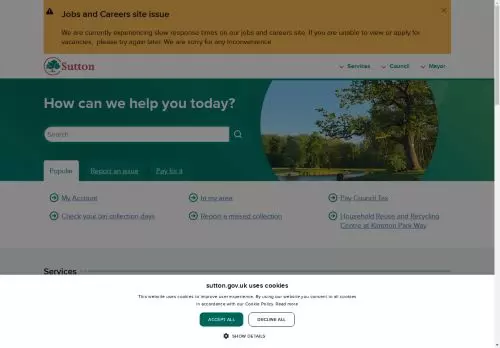 Jobs and Careers site issue
We are currently experiencing slow response times on our jobs and careers site. If you are unable to view or apply for
vacancies, please try again later. We are sorry for any inconvenience
Sutton
Services
Council
Mayor
How can we help you today?
Search
Popular
Report an issue
Pay for it
My Account
In my area
Pay Council Tax
Check your bin collection days
Report a missed collection
Household Reuse and Recycling
Centre at Kimpton Park Way
Services
sutton.gov.uk uses cookies
This website uses cookies to improve user experience. By using our website you consent to all cookies
in accordance with our Cookie Policy. Read more
ACCEPT ALL
DECLINE ALL
SHOW DETAILS